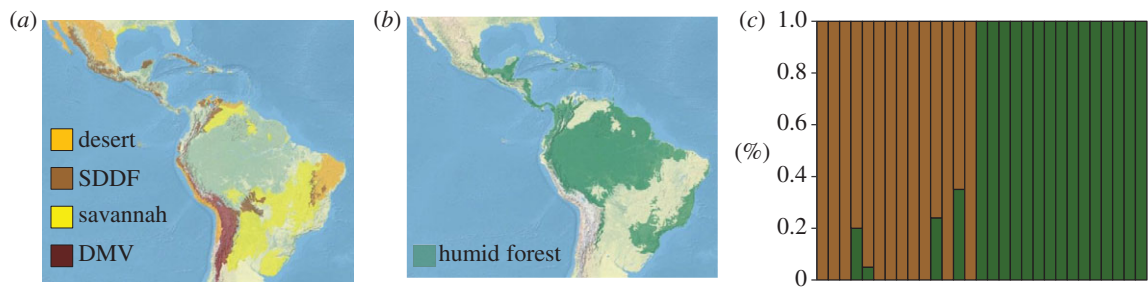 (a)
desert
SDDF
savannah
DMV
(b)
humid forest
(c)
1.0
0.8
0.6
(%)
0.4
0.2
0